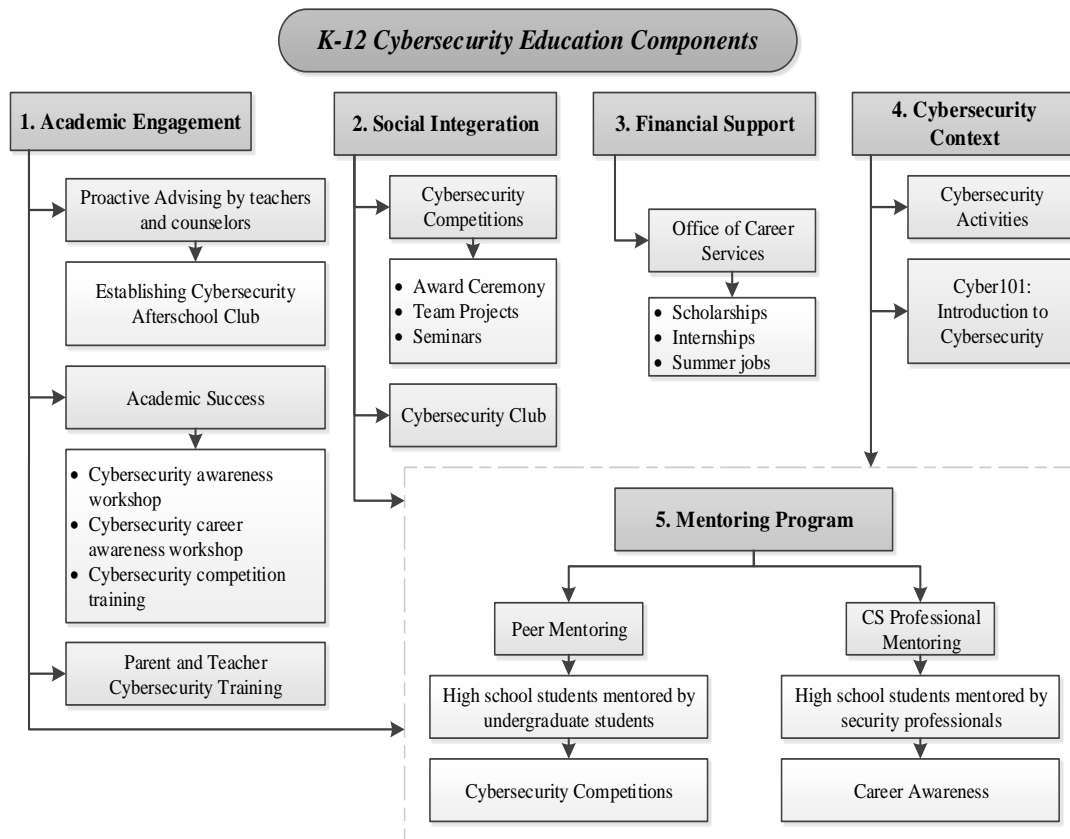 K-12 Cybersecurity Education Components
1. Academic Engagement
Proactive Advising by teachers
and counselors
Establishing Cybersecurity
Afterschool Club
Academic Success
• Cybersecurity awareness
workshop
• Cybersecurity career
awareness workshop
• Cybersecurity competition
training
Parent and Teacher
Cybersecurity Training
2. Social Integeration
Cybersecurity
Competitions
• Award Ceremony
• Team Projects
• Seminars
Cybersecurity Club
3. Financial Support
Office of Career
Services
• Scholarships
• Internships
• Summer jobs
4. Cybersecurity
Context
Cybersecurity
Activities
Cyber101:
Introduction to
Cybersecurity
5. Mentoring Program
Peer Mentoring
High school students mentored by
undergraduate students
Cybersecurity Competitions
CS Professional
Mentoring
High school students mentored by
security professionals
Career Awareness